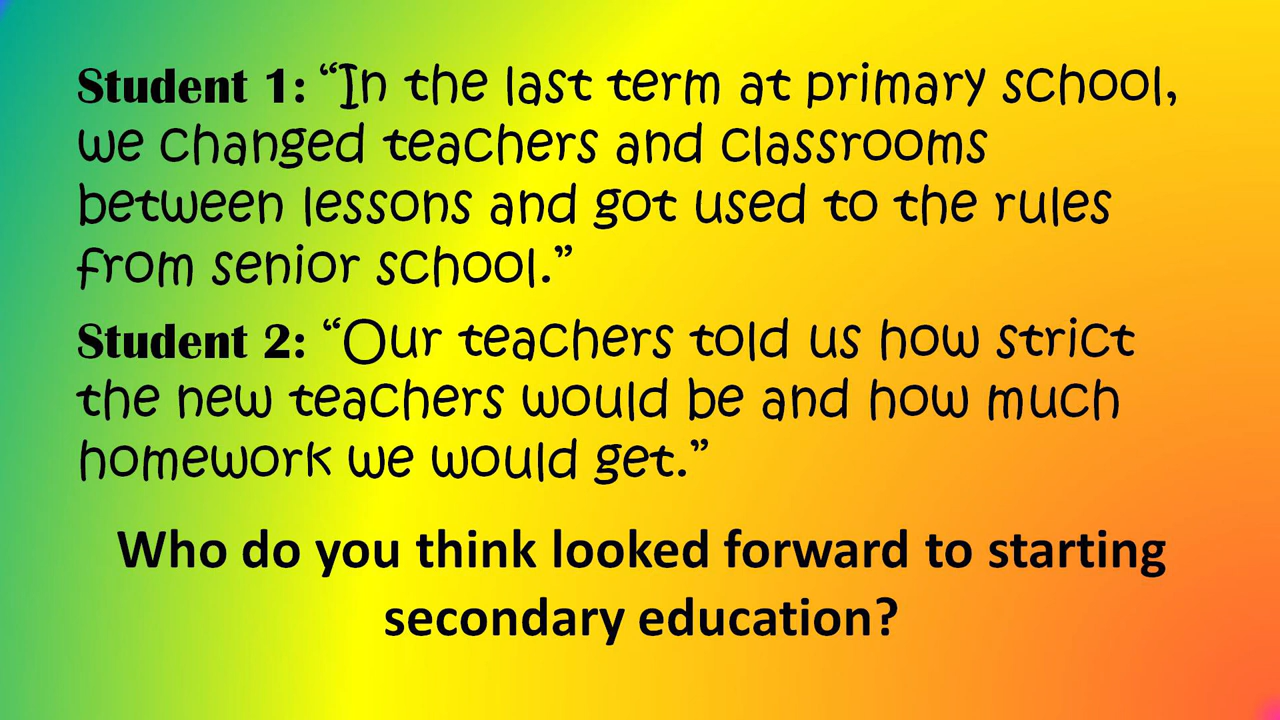 Student 1: “In the last term at primary school,
we changed teachers and classrooms
between lessons and got used to the rules
from senior school.”
Student 2: “Our teachers told us how strict
the new teachers would be and how much
homework we would get.”
Who do you think looked forward to starting
secondary education?